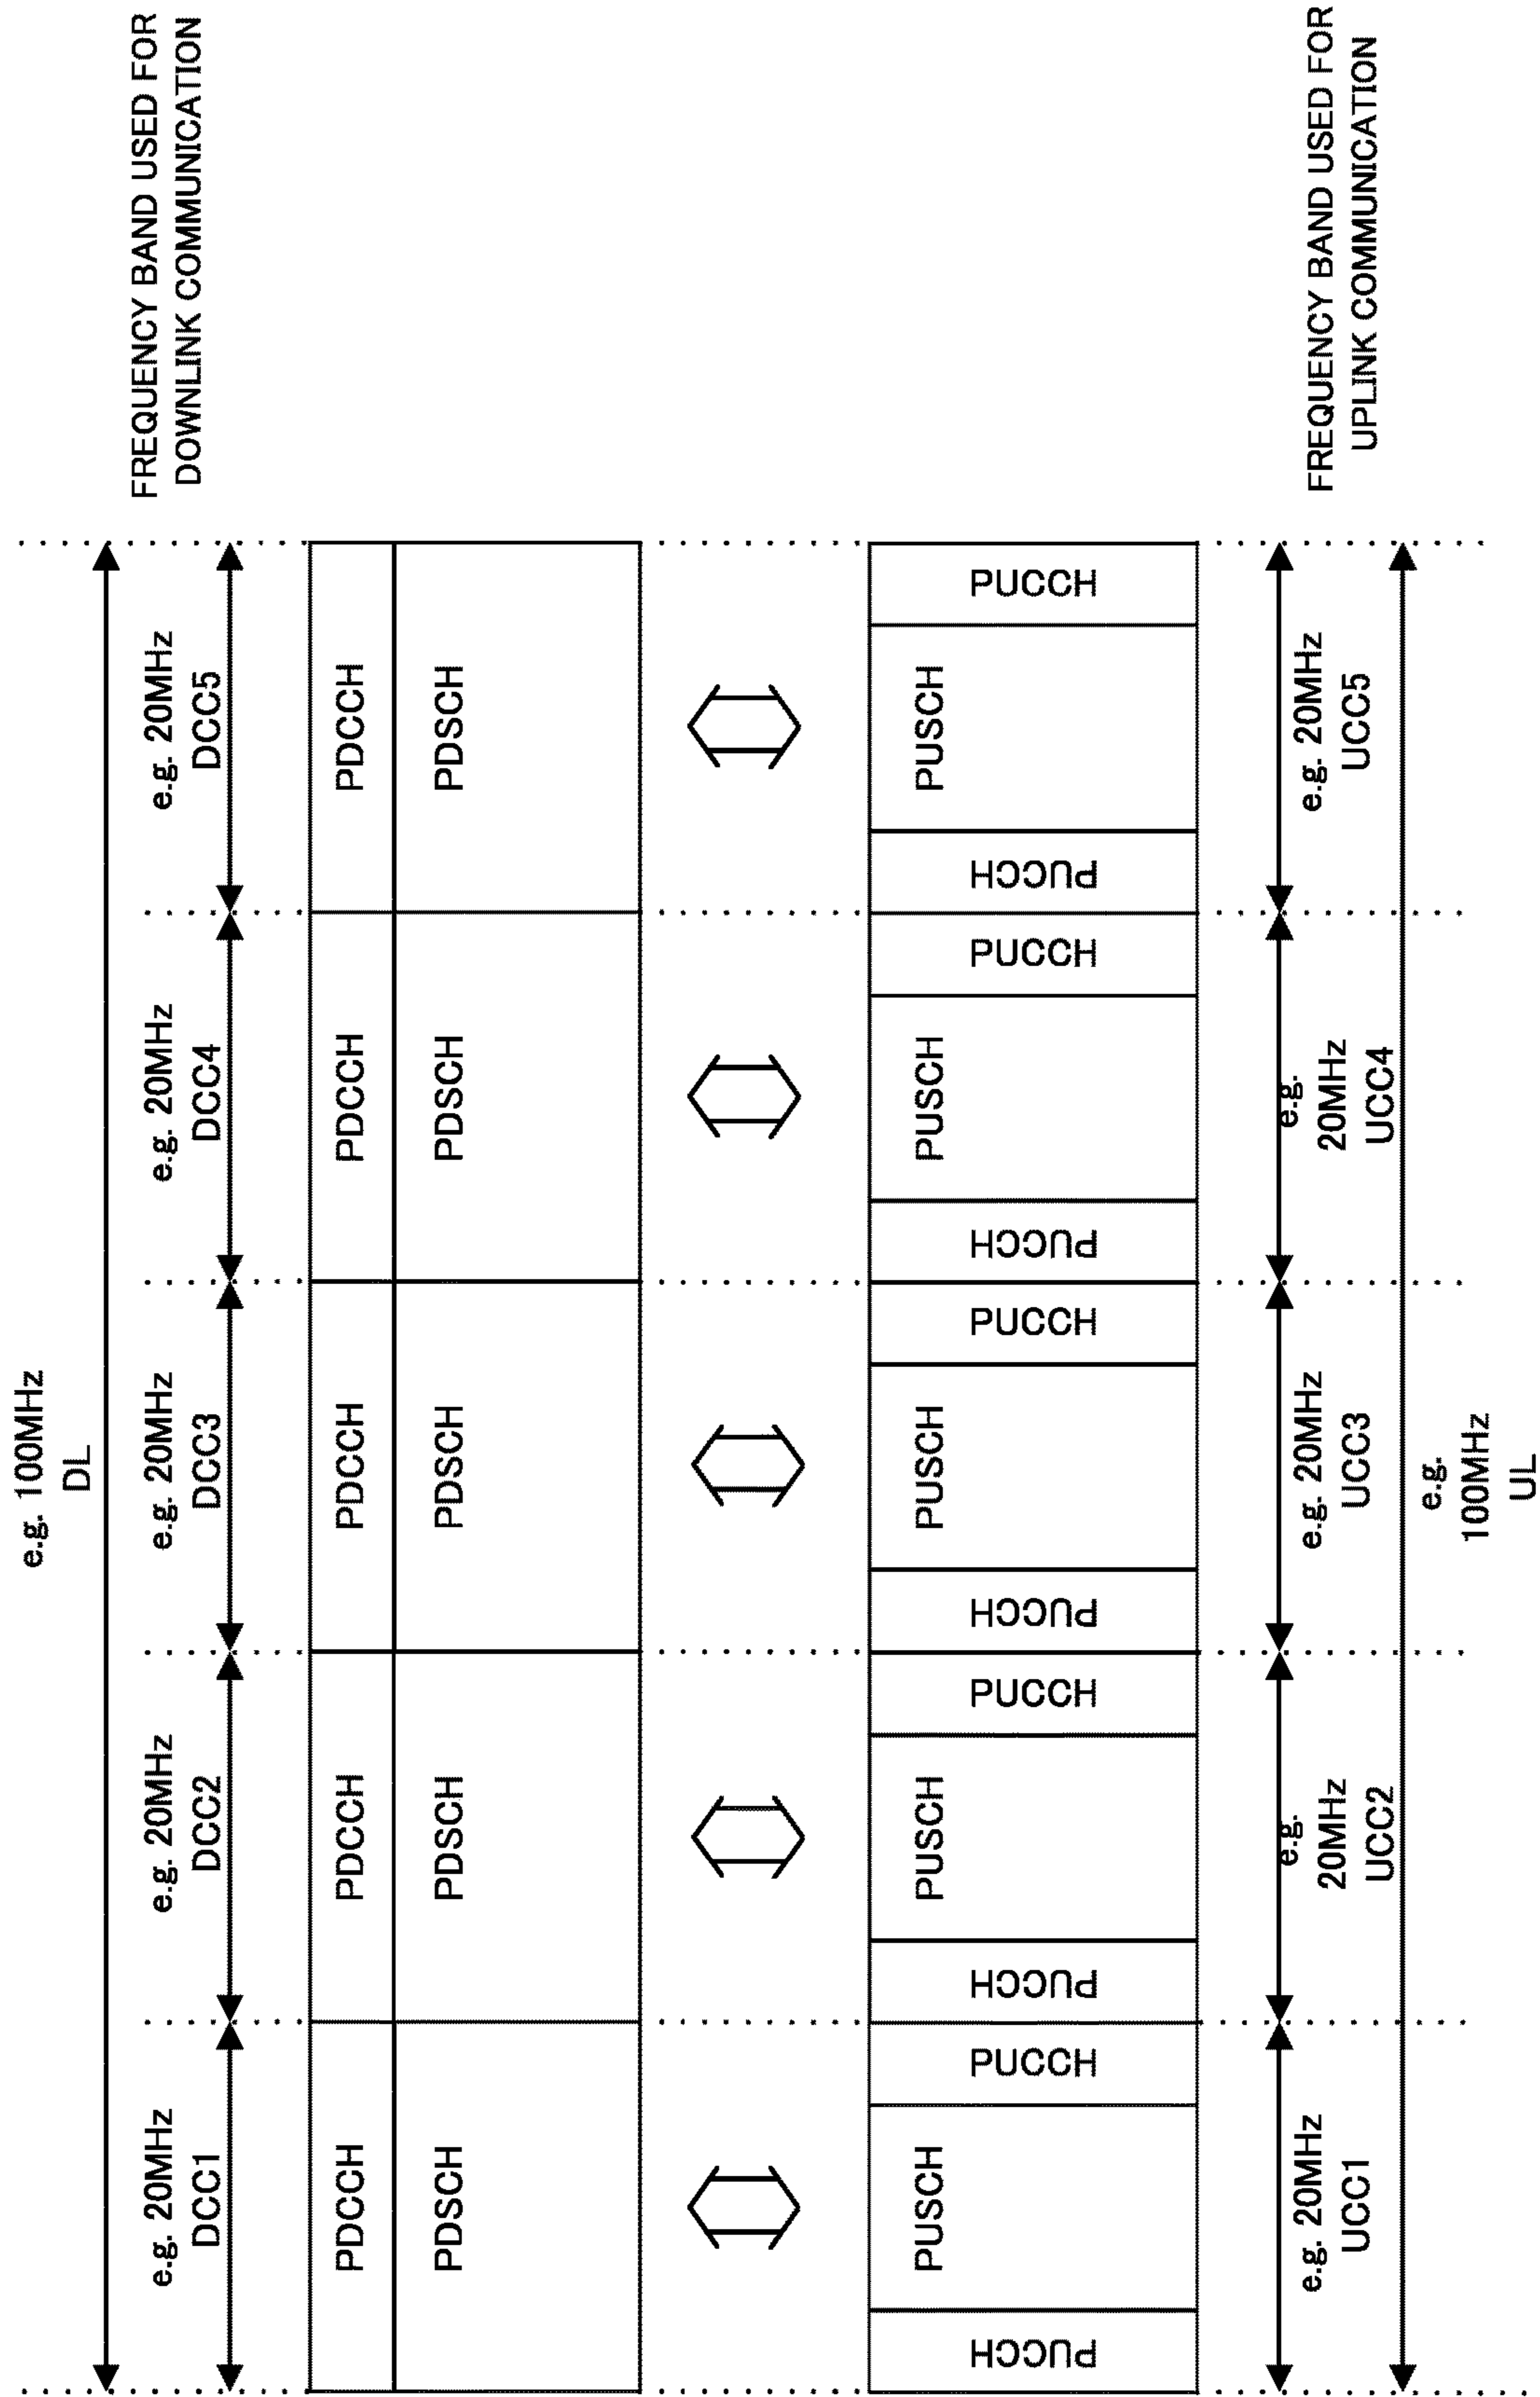 e.g. 100MHz
DL
FREQUENCY BAND USED FOR
DOWNLINK COMMUNICATION
e.g. 20MHz
DCC1
e.g. 20MHz
DCC2
e.g. 20MHz
DCC3
e.g. 20MHz
DCC4
e.g. 20MHz
DCC5
PDCCH
PDCCH
PDCCH
PDCCH
PDCCH
PDSCH
PDSCH
PDSCH
PDSCH
PDSCH
PUCCH
PUSCH
PUCCH
PUCCH
PUSCH
PUCCH
PUCCH
PUSCH
PUCCH
PUCCH
PUSCH
PUCCH
PUCCH
PUSCH
PUCCH
e.g. 20MHz
UCC1
e.g.
20MHz
UCC2
e.g. 20MHz
UCC3
e.g.
20MHz
UCC4
e.g. 20MHz
UCC5
FREQUENCY BAND USED FOR
UPLINK COMMUNICATION
e.g.
100MHz
UL